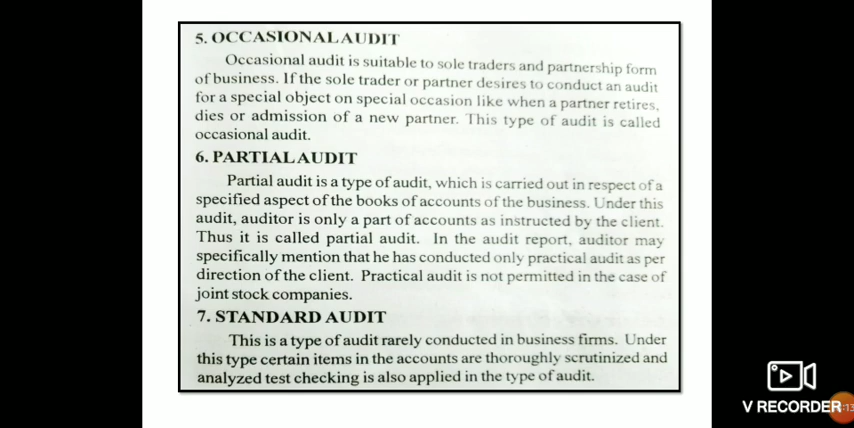 5. OCCASIONAL AUDIT
Occasional audit is suitable to sole traders and partnership form
of business. If the sole trader or partner desires to conduct an audit
for a special object on special occasion like when a partner retires,
dies or admission of a new partner. This type of audit is called
occasional audit.
6. PARTIAL AUDIT
Partial audit is a type of audit, which is carried out in respect of a
specified aspect of the books of accounts of the business. Under this
audit, auditor is only a part of accounts as instructed by the client.
Thus it is called partial audit. In the audit report, auditor may
specifically mention that he has conducted only practical audit as per
direction of the client. Practical audit is not permitted in the case of
joint stock companies.
7. STANDARD AUDIT
This is a type of audit rarely conducted in business firms. Under
this type certain items in the accounts are thoroughly scrutinized and
analyzed test checking is also applied in the type of audit.
V RECORDER